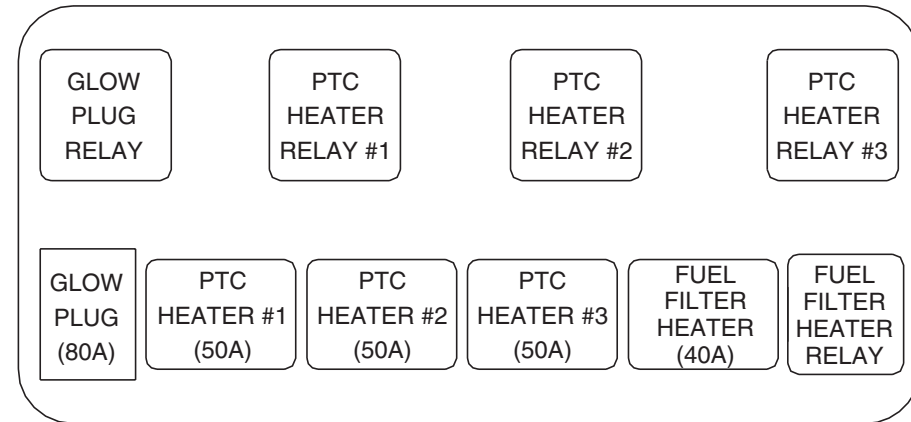 GLOW
PLUG
RELAY
PTC
HEATER
RELAY #1
PTC
HEATER
RELAY #2
PTC
HEATER
RELAY #3
GLOW
PLUG
(80A)
PTC
HEATER #1
(50A)
PTC
HEATER #2
(50A)
PTC
HEATER #3
(50A)
FUEL
FILTER
HEATER
(40A)
FUEL
FILTER
HEATER
RELAY